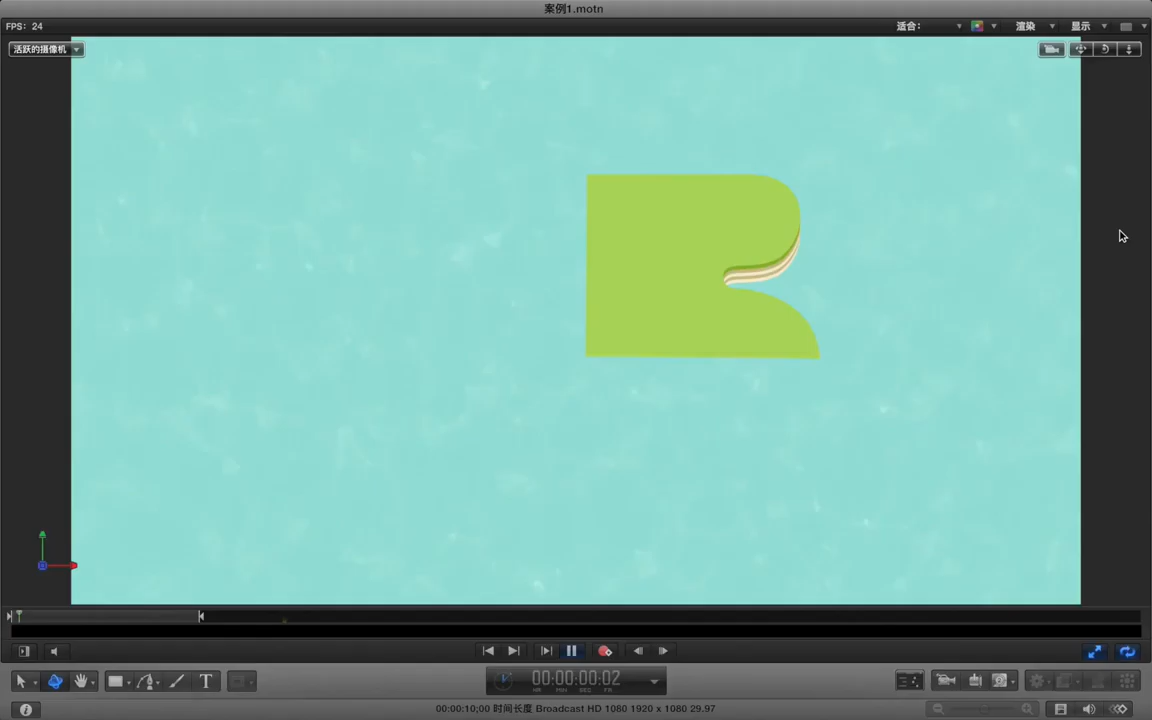 案例1.motn
FPS: 24
适合:
渲染
显示
活跃的摄像机
T
00:00:00:02
HR MIN SEC FR
00:00:10;00 时间长度 Broadcast HD 1080 1920 x 1080 29.97